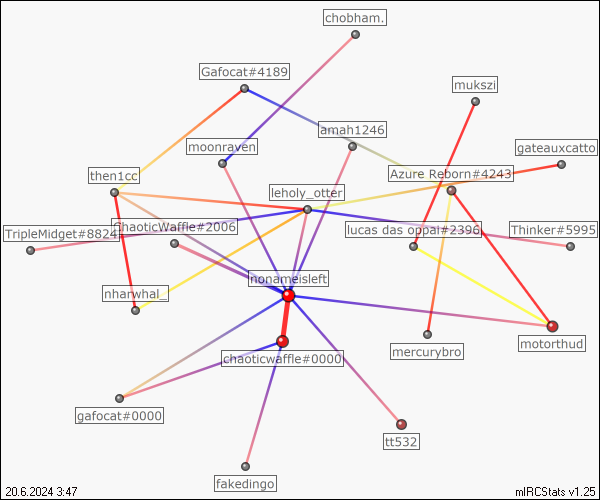 chobham.
Gafocat#4189
mukszi
amah1246
moonraven
gateauxcatto
then1cc
Azure Reborn#4243
leholy_otter
ChaoticWaffle#2006
TripleMidget#8824
lucas das oppai#2396
Thinker#5995
nonameisleft
nharwhal_
motorthud
mercurybro
chaoticwaffle#0000
gafocat#0000
tt532
fakedingo
20.6.2024 3:47
mIRCStats v1.25